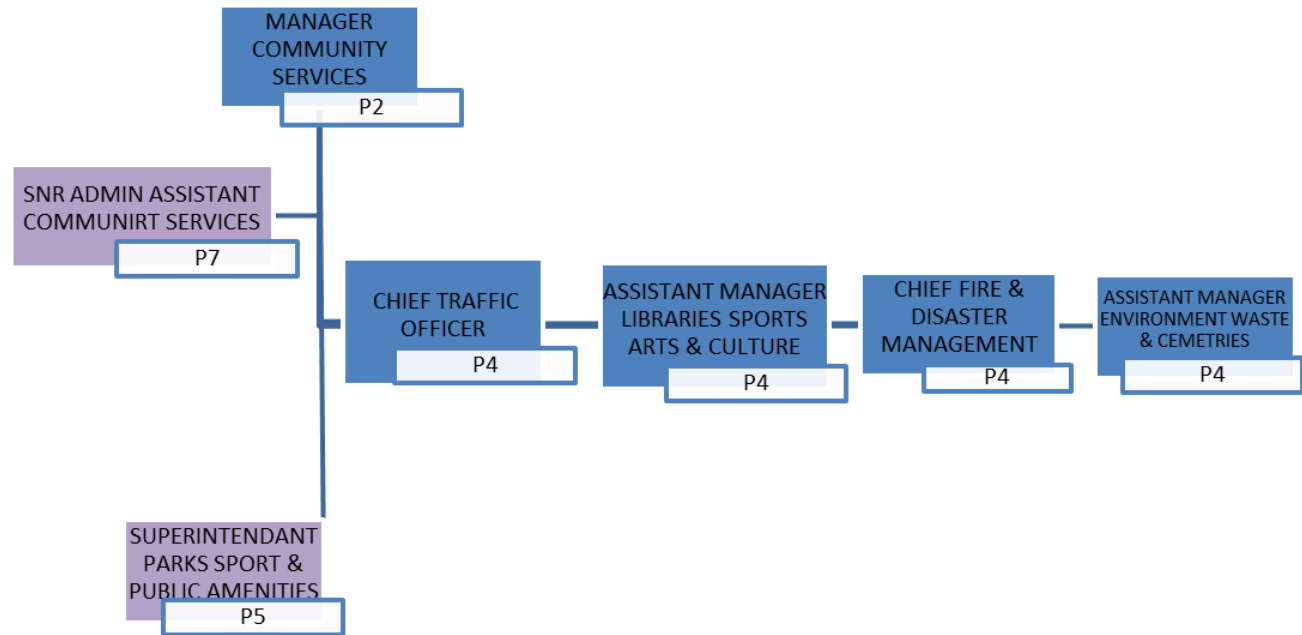 MANAGER
COMMUNITY
SERVICES
P2
SNR ADMIN ASSISTANT
COMMUNIRT SERVICES
P7
CHIEF TRAFFIC
OFFICER
P4
ASSISTANT MANAGER
LIBRARIES SPORTS
ARTS & CULTURE
P4
CHIEF FIRE &
DISASTER
MANAGEMENT
P4
ASSISTANT MANAGER
ENVIRONMENT WASTE
& CEMETRIES
P4
SUPERINTENDANT
PARKS SPORT &
PUBLIC AMENITIES
P5